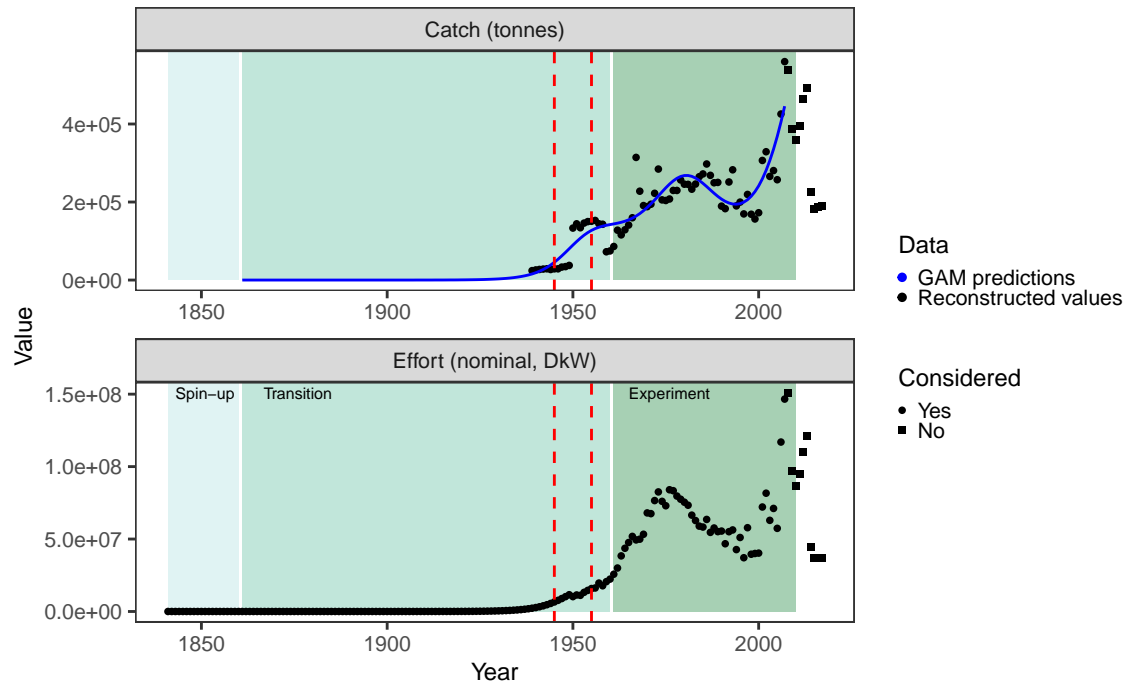 Catch (tonnes)
4e+05
2e+05
0e+00
1850 1900 1950 2000
Value
Effort (nominal, DkW)
Spin−up Transition Experiment
1.5e+08
1.0e+08
5.0e+07
0.0e+00
1850 1900 1950 2000
Year
Data
GAM predictions
Reconstructed values
Considered
Yes
No